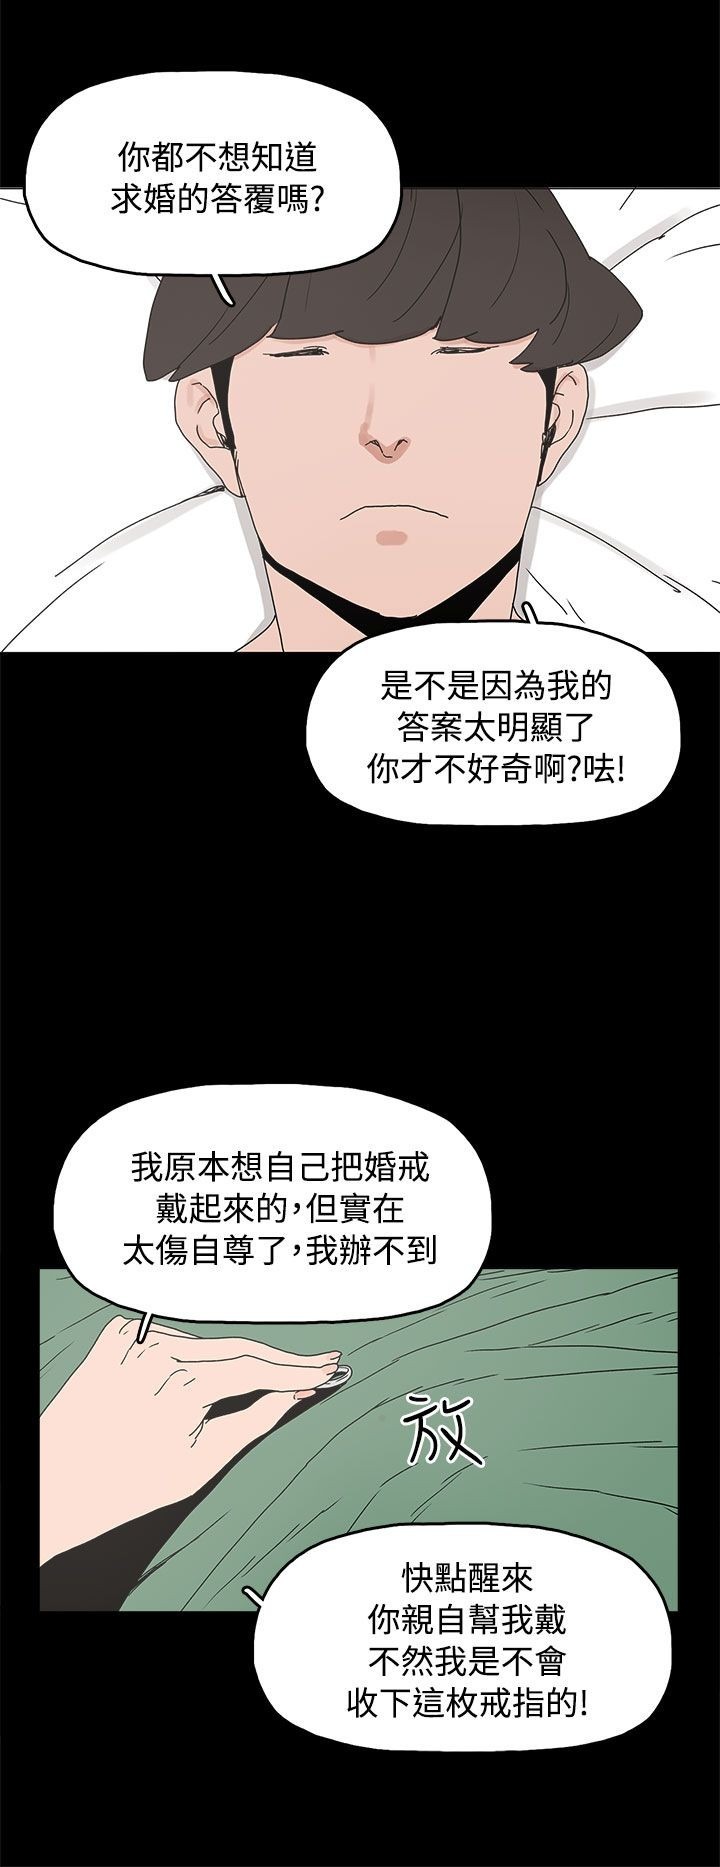 你都不想知道
求婚的答覆嗎?
是不是因為我的
答案太明顯了
你才不好奇啊?呿!
我原本想自己把婚戒
戴起來的,但實在
太傷自尊了,我辦不到
放
快點醒來
你親自幫我戴
不然我是不會
收下這枚戒指的!